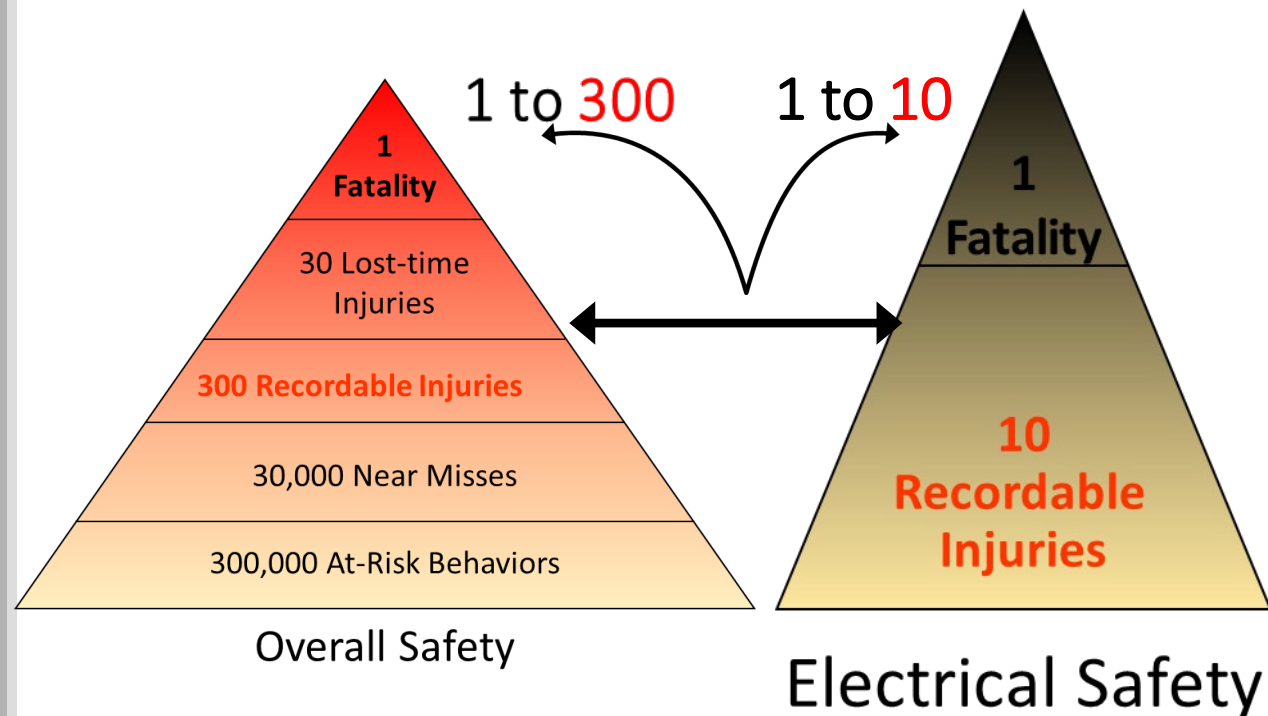 1 to 300
1 to 10
1
Fatality
30 Lost-time
Injuries
300 Recordable Injuries
30,000 Near Misses
300,000 At-Risk Behaviors
Overall Safety
1
Fatality
10
Recordable
Injuries
Electrical Safety